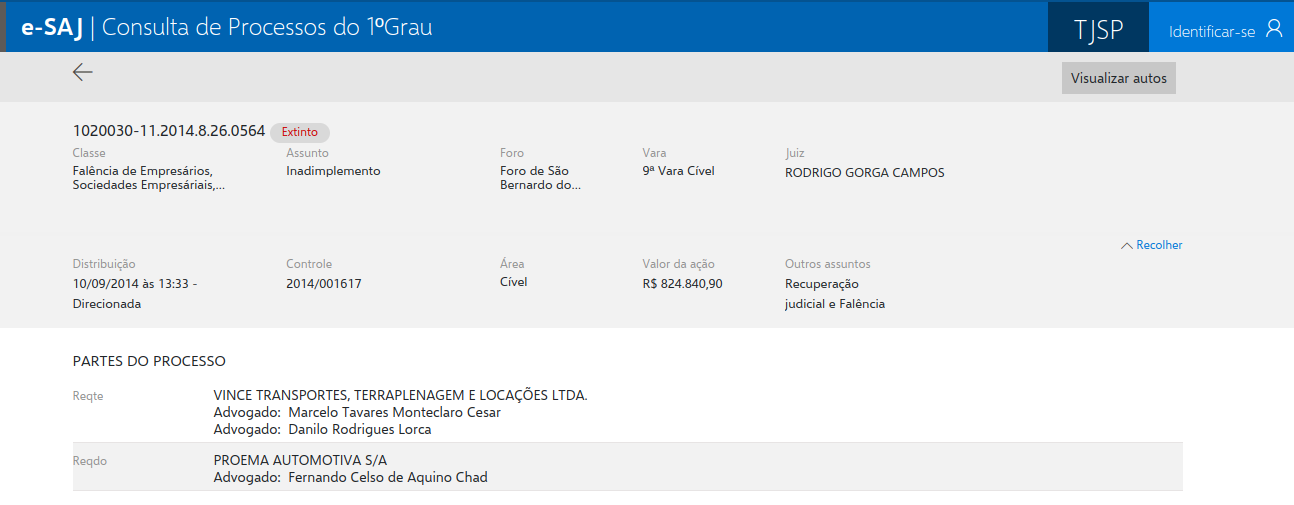 e-SAJ | Consulta de Processos do 1ºGrau
TJSP
Identificar-se
Visualizar autos
1020030-11.2014.8.26.0564 Extinto
Classe
Falência de Empresários,
Sociedades Empresáriais,...
Assunto
Inadimplemento
Foro
Foro de São
Bernardo do...
Vara
9ª Vara Cível
Juiz
RODRIGO GORGA CAMPOS
Recolher
Distribuição
10/09/2014 às 13:33 -
Direcionada
Controle
2014/001617
Área
Cível
Valor da ação
R$ 824.840,90
Outros assuntos
Recuperação
judicial e Falência
PARTES DO PROCESSO
Reqte
VINCE TRANSPORTES, TERRAPLENAGEM E LOCAÇÕES LTDA.
Advogado: Marcelo Tavares Monteclaro Cesar
Advogado: Danilo Rodrigues Lorca
Reqdo
PROEMA AUTOMOTIVA S/A
Advogado: Fernando Celso de Aquino Chad